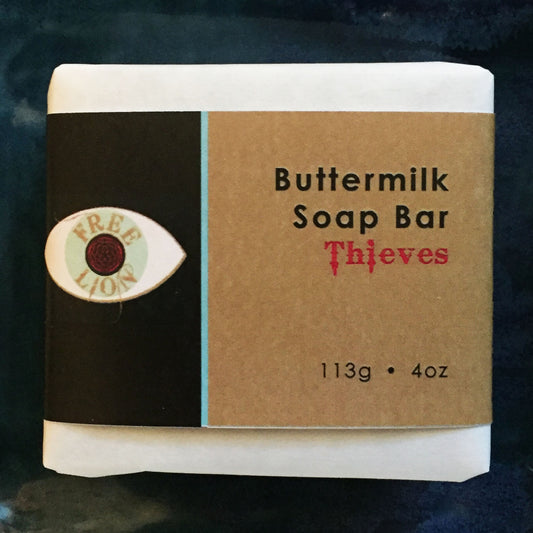 FREE
LION
Buttermilk
Soap Bar
Thieves
113g • 4oz